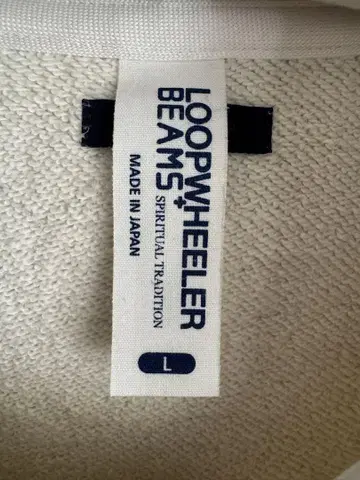 LOOPWHEELER
BEAMS+
SPIRITUAL TRADITION
MADE IN JAPAN
L